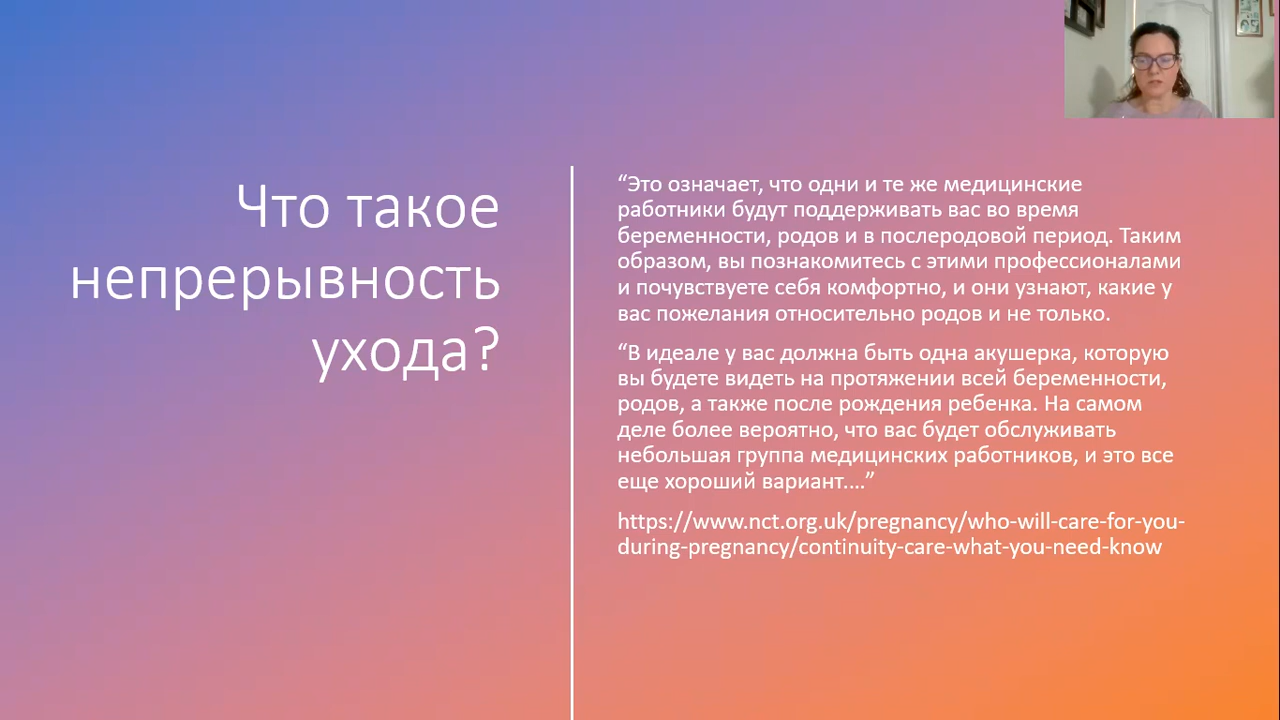 Что такое
непрерывность
ухода?
“Это означает, что одни и те же медицинские
работники будут поддерживать вас во время
беременности, родов и в послеродовой период. Таким
образом, вы познакомитесь с этими профессионалами
и почувствуете себя комфортно, и они узнают, какие у
вас пожелания относительно родов и не только.
“В идеале у вас должна быть одна акушерка, которую
вы будете видеть на протяжении всей беременности,
родов, а также после рождения ребенка. На самом
деле более вероятно, что вас будет обслуживать
небольшая группа медицинских работников, и это все
еще хороший вариант....”
https://www.nct.org.uk/pregnancy/who-will-care-for-you-
during-pregnancy/continuity-care-what-you-need-know